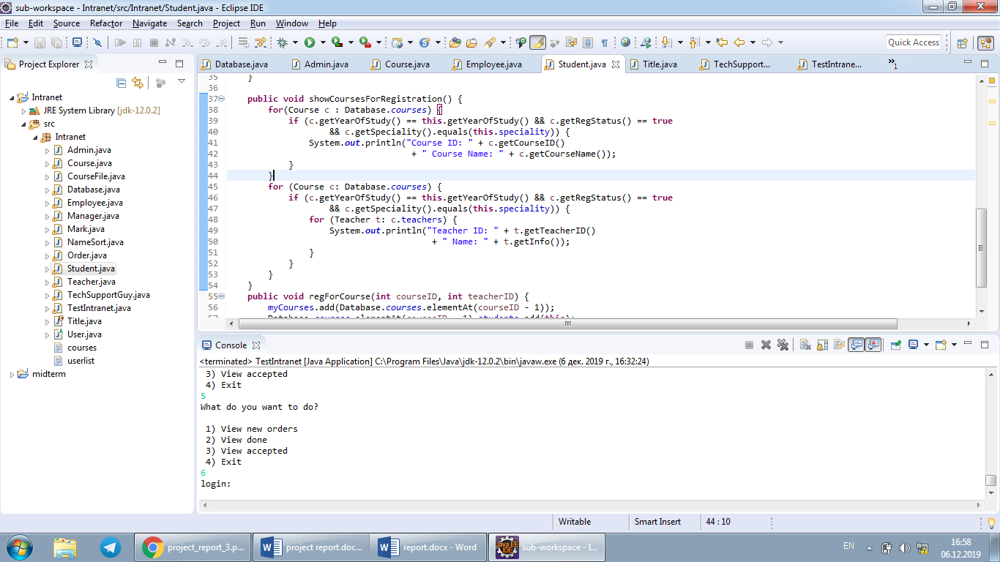 sub-workspace - Intranet/src/Intranet/Student.java - Eclipse IDE
File Edit Source Refactor Navigate Search Project Run Window Help
Quick Access
Project Explorer
Database.java Admin.java Course.java Employee.java Student.java Title.java TechSupport... TestIntrane... »1
Intranet
JRE System Library [jdk-12.0.2]
src
Intranet
Admin.java
Course.java
CourseFile.java
Database.java
Employee.java
Manager.java
Mark.java
NameSort.java
Order.java
Student.java
Teacher.java
TechSupportGuy.java
TestIntranet.java
Title.java
User.java
courses
userlist
midterm
35 }
36
37 public void showCoursesForRegistration() {
38 for(Course c : Database.courses) {
39 if (c.getYearOfStudy() == this.getYearOfStudy() && c.getRegStatus() == true
40 && c.getSpeciality().equals(this.speciality)) {
41 System.out.println("Course ID: " + c.getCourseID()
42 + " Course Name: " + c.getCourseName());
43 }
44 }
45 for (Course c: Database.courses) {
46 if (c.getYearOfStudy() == this.getYearOfStudy() && c.getRegStatus() == true
47 && c.getSpeciality().equals(this.speciality)) {
48 for (Teacher t: c.teachers) {
49 System.out.println("Teacher ID: " + t.getTeacherID()
50 + " Name: " + t.getInfo());
51 }
52 }
53 }
54 }
55 public void regForCourse(int courseID, int teacherID) {
56 myCourses.add(Database.courses.elementAt(courseID - 1));
57 Database.courses.elementAt(courseID - 1).students.add(this);
Console
<terminated> TestIntranet [Java Application] C:\Program Files\Java\jdk-12.0.2\bin\javaw.exe (6 дек. 2019 г., 16:32:24)
3) View accepted
4) Exit
5
What do you want to do?
1) View new orders
2) View done
3) View accepted
4) Exit
6
login:
Writable Smart Insert 44 : 10
project_report_3.p... project report.doc... report.docx - Word sub-workspace - I... EN 16:58
06.12.2019